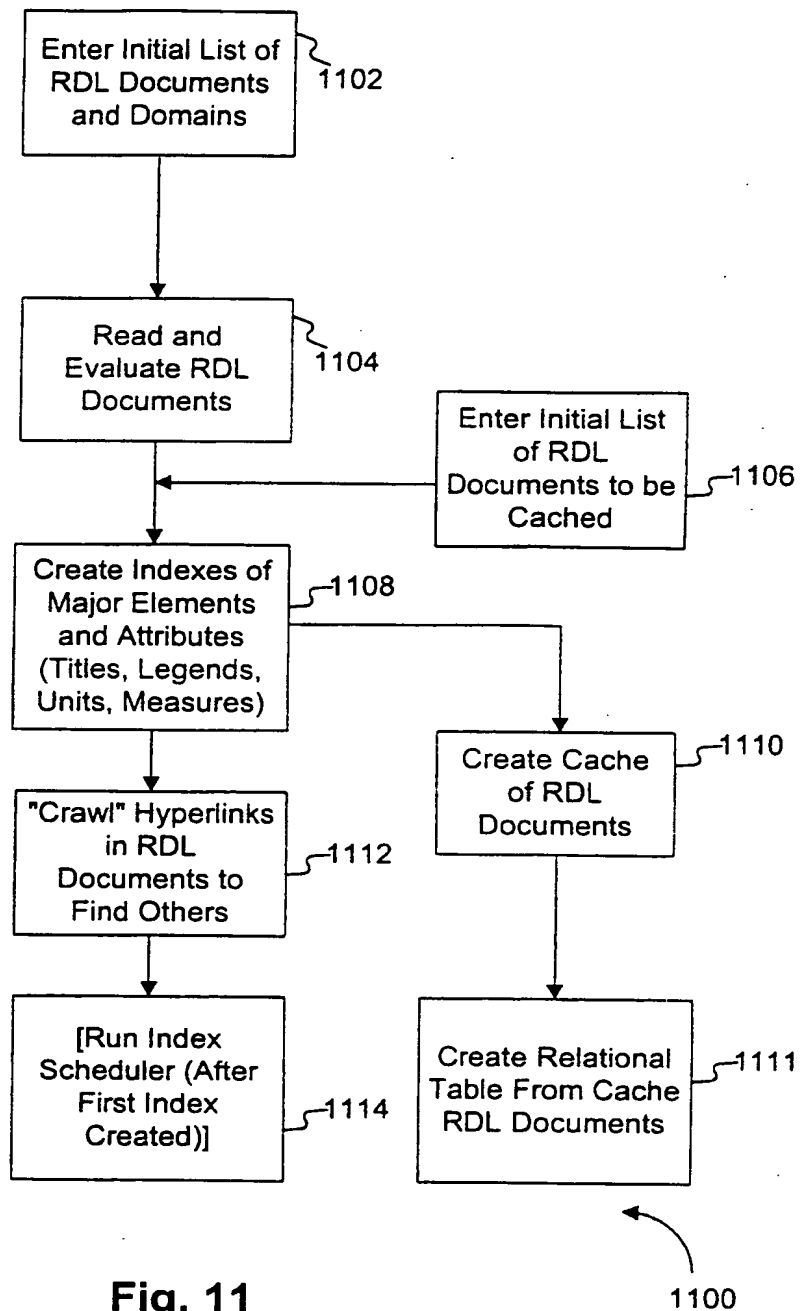 Enter Initial List of
RDL Documents
and Domains
1102
Read and
Evaluate RDL
Documents
1104
Enter Initial List
of RDL
Documents to be
Cached
1106
Create Indexes of
Major Elements
and Attributes
(Titles, Legends,
Units, Measures)
1108
Create Cache
of RDL
Documents
1110
"Crawl" Hyperlinks
in RDL
Documents to
Find Others
1112
[Run Index
Scheduler (After
First Index
Created)]
1114
Create Relational
Table From Cache
RDL Documents
1111
Fig. 11
1100